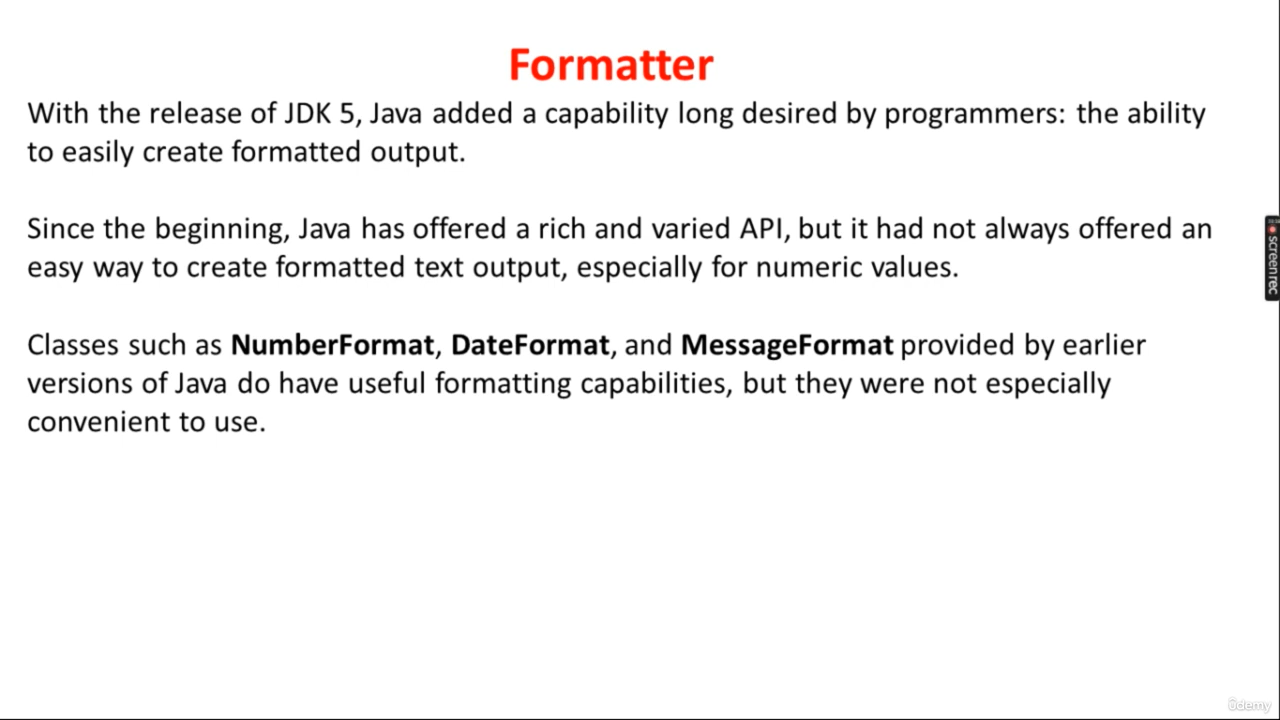 Formatter
With the release of JDK 5, Java added a capability long desired by programmers: the ability
to easily create formatted output.
Since the beginning, Java has offered a rich and varied API, but it had not always offered an
easy way to create formatted text output, especially for numeric values.
Classes such as NumberFormat, DateFormat, and MessageFormat provided by earlier
versions of Java do have useful formatting capabilities, but they were not especially
convenient to use.
screenrec
ûdemy